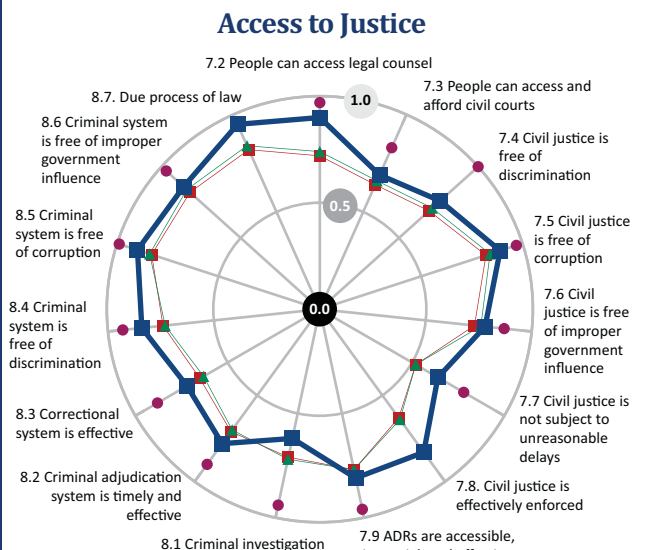 Access to Justice
7.2 People can access legal counsel
7.3 People can access and
afford civil courts
7.4 Civil justice is
free of
discrimination
7.5 Civil justice
is free of
corruption
7.6 Civil
justice is free
of improper
government
influence
7.7 Civil justice is
not subject to
unreasonable
delays
7.8. Civil justice is
effectively enforced
7.9 ADRs are accessible,
8.1 Criminal investigation
8.2 Criminal adjudication
system is timely and
effective
8.3 Correctional
system is effective
8.4 Criminal
system is
free of
discrimination
8.5 Criminal
system is free
of corruption
8.6 Criminal system
is free of improper
government
influence
8.7. Due process of law
1.0
0.5
0.0